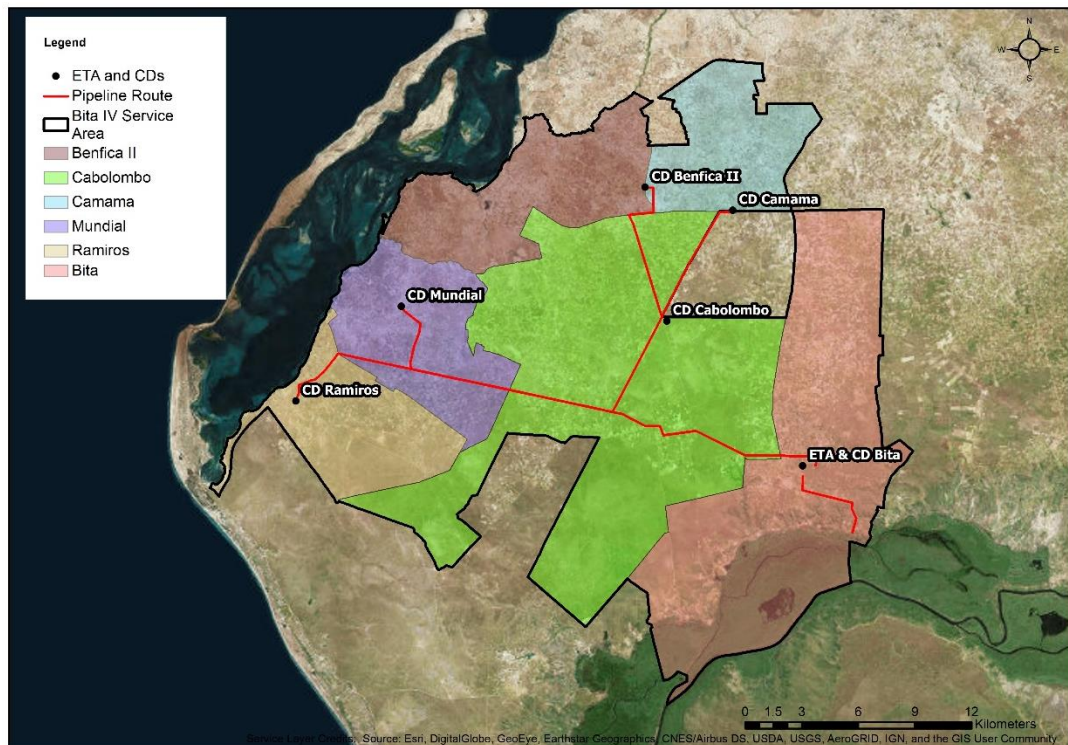 Legend
ETA and CDs
Pipeline Route
Bita IV Service
Area
Benfica II
Cabolombo
Camama
Mundial
Ramiros
Bita
N
W E
S
CD Benfica II
CD Camama
CD Mundial
CD Cabolombo
CD Ramiros
ETA & CD Bita
0 1.5 3 6 9 12
Kilometers
Service Layer Credits: Source: Esri, DigitalGlobe, GeoEye, Earthstar Geographics, CNES/Airbus DS, USDA, USGS, AeroGRID, IGN, and the GIS User Community